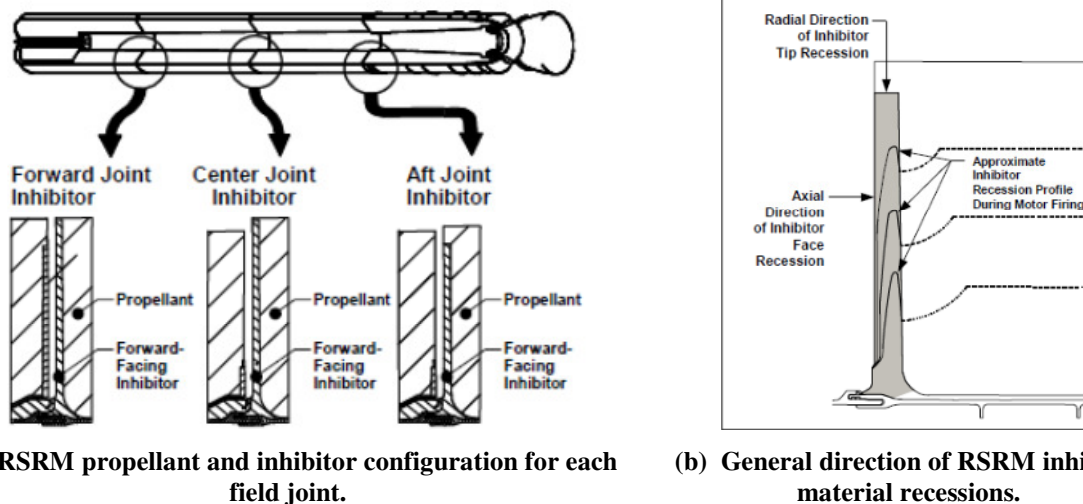 Forward Joint
Inhibitor
Center Joint
Inhibitor
Aft Joint
Inhibitor
Propellant
Forward-
Facing
Inhibitor
Propellant
Forward-
Facing
Inhibitor
Propellant
Forward-
Facing
Inhibitor
RSRM propellant and inhibitor configuration for each
field joint.
Radial Direction
of Inhibitor
Tip Recession
Approximate
Inhibitor
Recession Profile
During Motor Firing
Axial
Direction
of Inhibitor
Face
Recession
(b) General direction of RSRM inhi
material recessions.